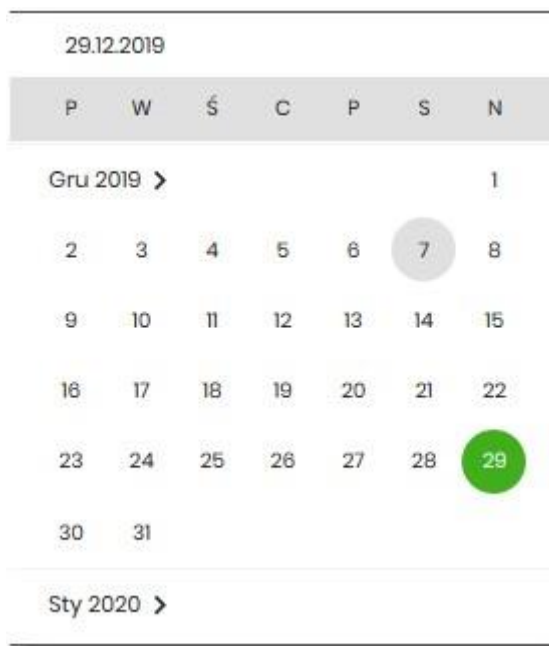 29.12.2019
P W Ś C P S N
Gru 2019 1
2 3 4 5 6 7 8
9 10 11 12 13 14 15
16 17 18 19 20 21 22
23 24 25 26 27 28 29
30 31
Sty 2020